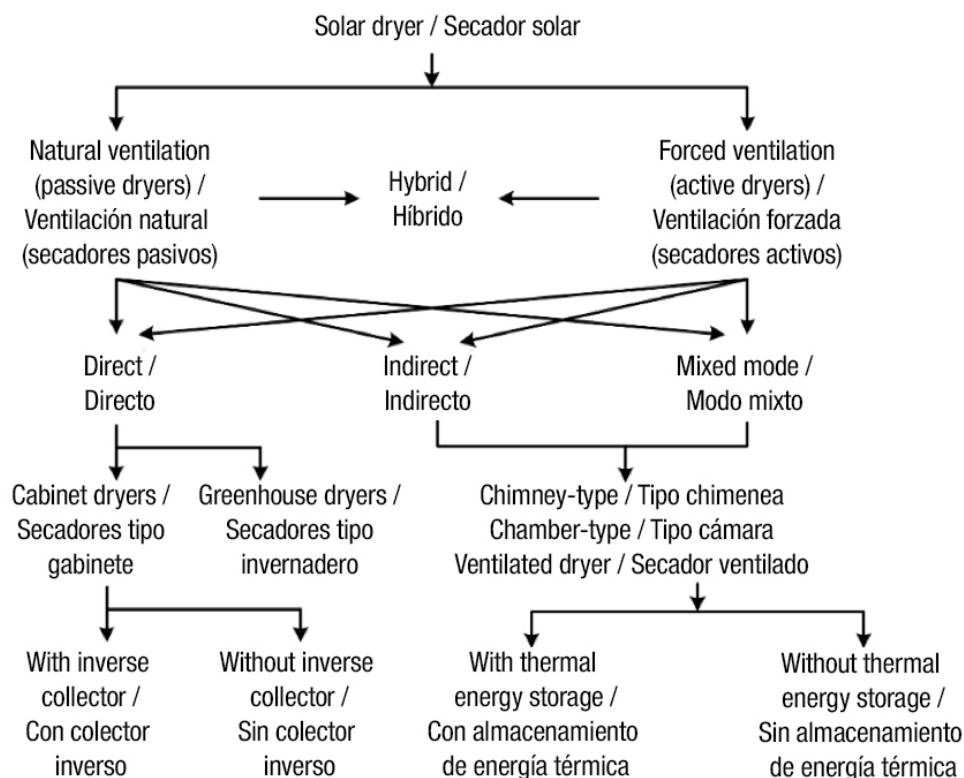 Solar dryer / Secador solar
Natural ventilation
(passive dryers) /
Ventilación natural
(secadores pasivos)
Hybrid /
Híbrido
Forced ventilation
(active dryers) /
Ventilación forzada
(secadores activos)
Direct /
Directo
Indirect /
Indirecto
Mixed mode /
Modo mixto
Cabinet dryers /
Secadores tipo
gabinete
Greenhouse dryers /
Secadores tipo
invernadero
Chimney-type / Tipo chimenea
Chamber-type / Tipo cámara
Ventilated dryer / Secador ventilado
With inverse
collector /
Con colector
inverso
Without inverse
collector /
Sin colector
inverso
With thermal
energy storage /
Con almacenamiento
de energía térmica
Without thermal
energy storage /
Sin almacenamiento
de energía térmica